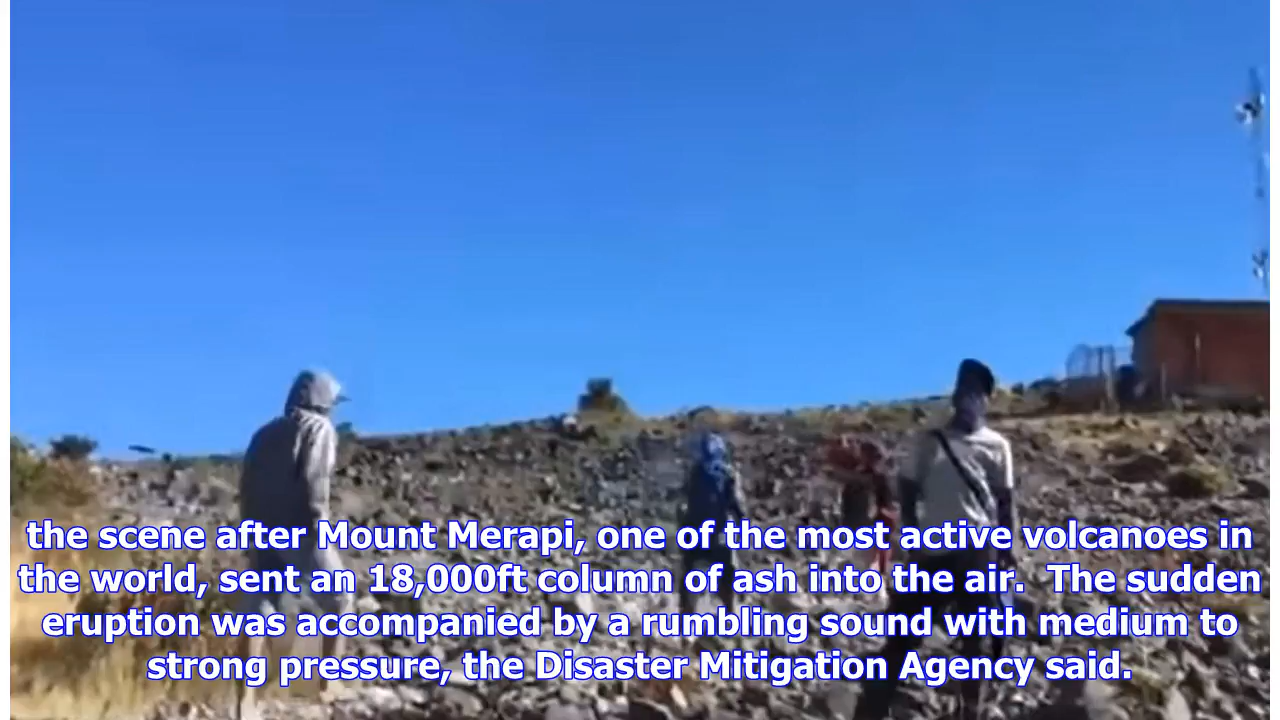 the scene after Mount Merapi, one of the most active volcanoes in
the world, sent an 18,000ft column of ash into the air.  The sudden
eruption was accompanied by a rumbling sound with medium to
strong pressure, the Disaster Mitigation Agency said.